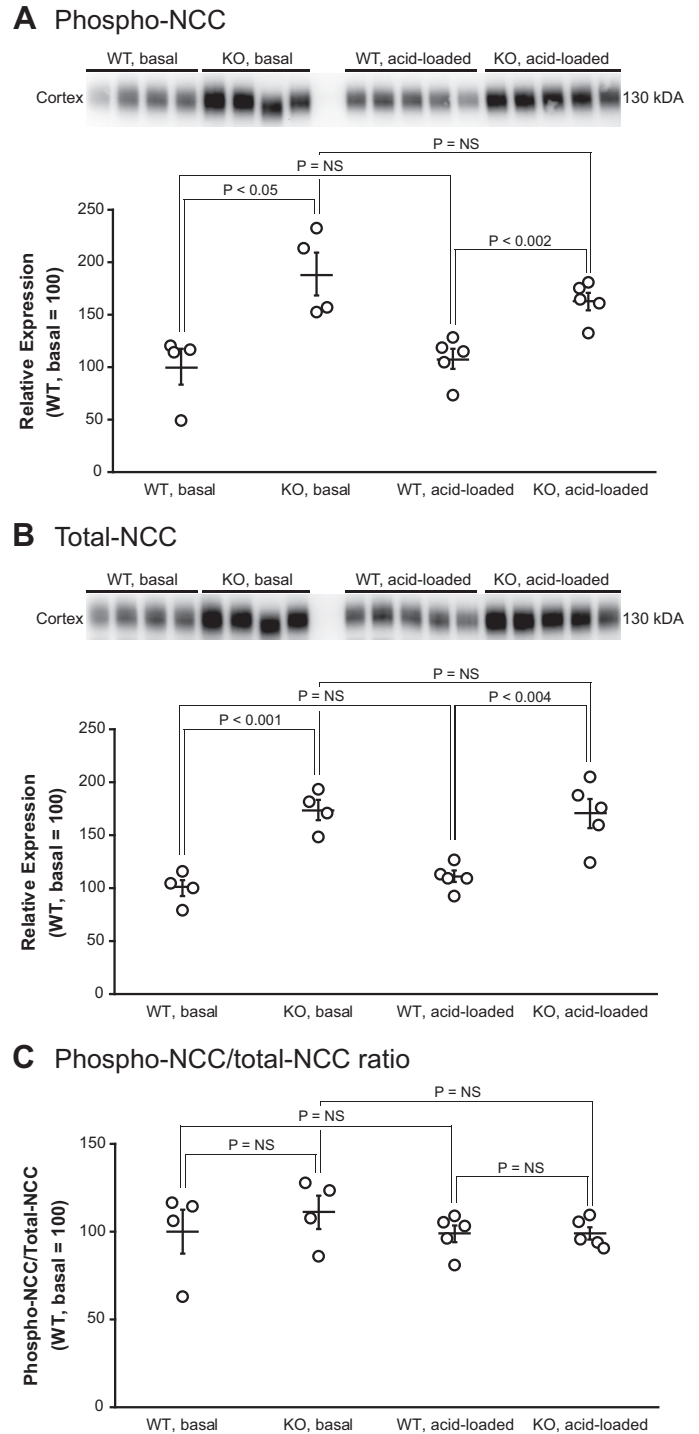 A Phospho-NCC
WT, basal KO, basal WT, acid-loaded KO, acid-loaded
Cortex 130 kDA
P = NS
P = NS
P < 0.05
P < 0.002
Relative Expression
(WT, basal = 100)
250
200
150
100
50
0
WT, basal KO, basal WT, acid-loaded KO, acid-loaded
B Total-NCC
WT, basal KO, basal WT, acid-loaded KO, acid-loaded
Cortex 130 kDA
P = NS
P = NS P < 0.004
P < 0.001
Relative Expression
(WT, basal = 100)
250
200
150
100
50
0
WT, basal KO, basal WT, acid-loaded KO, acid-loaded
C Phospho-NCC/total-NCC ratio
P = NS
P = NS
P = NS
P = NS
Phospho-NCC/Total-NCC
(WT, basal = 100)
150
100
50
0
WT, basal KO, basal WT, acid-loaded KO, acid-loaded